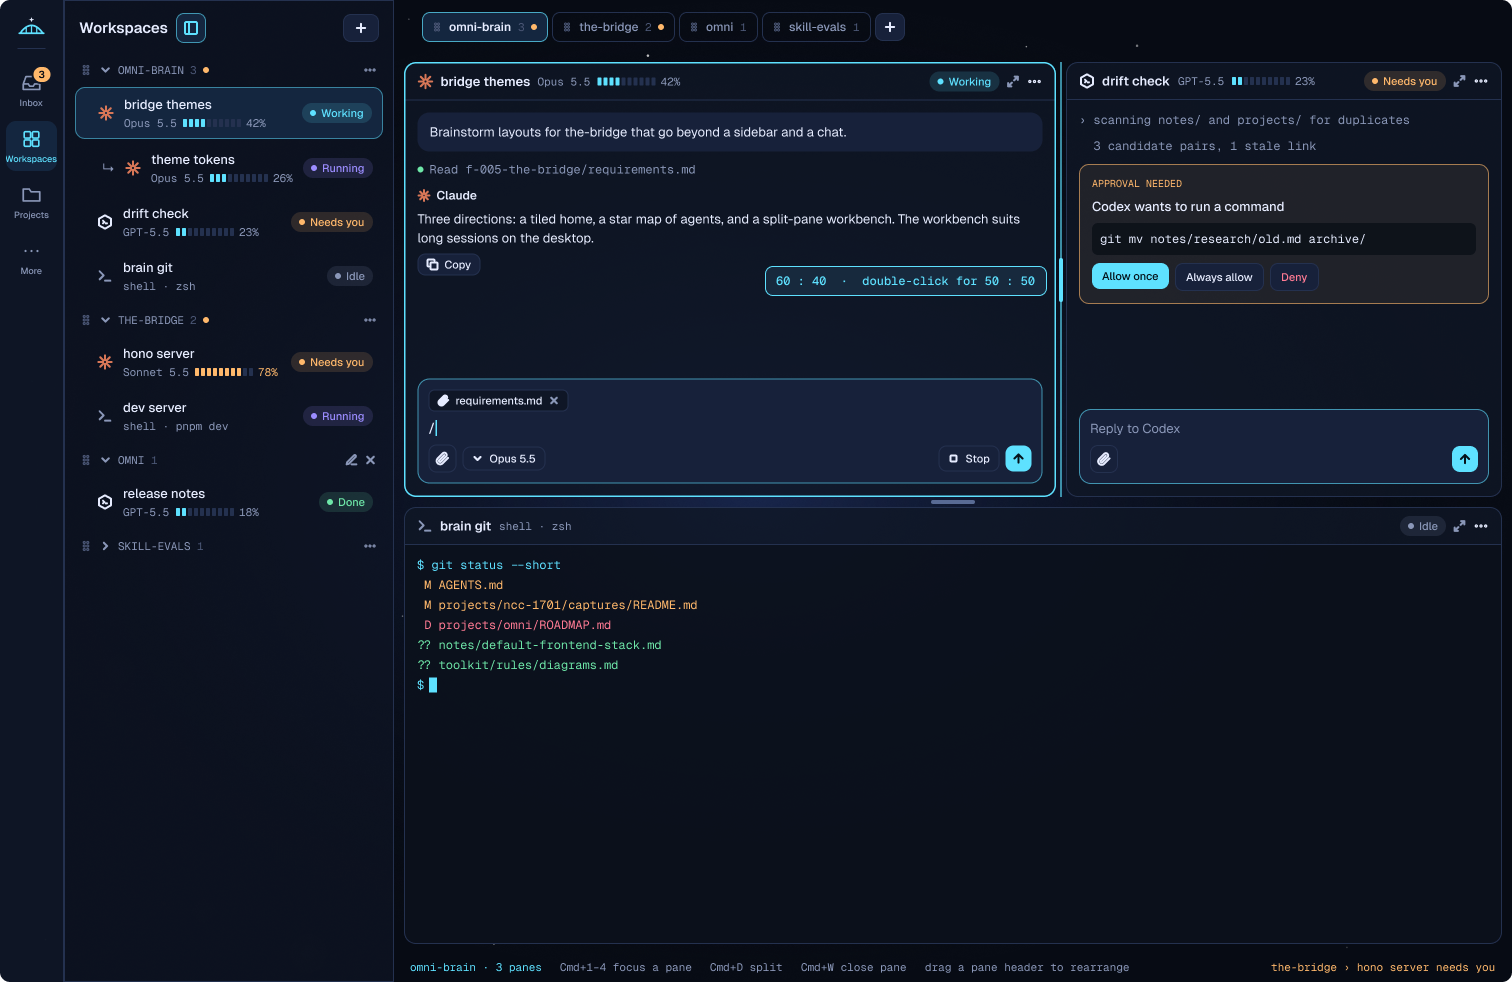 3
Inbox
Workspaces
Projects
More
Workspaces
OMNI-BRAIN 3
bridge themes
Opus 5.5 42%
Working
theme tokens
Opus 5.5 26%
Running
drift check
GPT-5.5 23%
Needs you
brain git
shell · zsh
Idle
THE-BRIDGE 2
hono server
Sonnet 5.5 78%
Needs you
dev server
shell · pnpm dev
Running
OMNI 1
release notes
GPT-5.5 18%
Done
SKILL-EVALS 1
omni-brain 3
the-bridge 2
omni 1
skill-evals 1
bridge themes Opus 5.5 42%
Working
Brainstorm layouts for the-bridge that go beyond a sidebar and a chat.
Read f-005-the-bridge/requirements.md
Claude
Three directions: a tiled home, a star map of agents, and a split-pane workbench. The workbench suits
long sessions on the desktop.
Copy
60 : 40 · double-click for 50 : 50
requirements.md
/
Opus 5.5
Stop
drift check GPT-5.5 23%
Needs you
› scanning notes/ and projects/ for duplicates
3 candidate pairs, 1 stale link
APPROVAL NEEDED
Codex wants to run a command
git mv notes/research/old.md archive/
Allow once
Always allow
Deny
Reply to Codex
brain git shell · zsh
Idle
$ git status --short
M AGENTS.md
M projects/ncc-1701/captures/README.md
D projects/omni/ROADMAP.md
?? notes/default-frontend-stack.md
?? toolkit/rules/diagrams.md
$
omni-brain · 3 panes Cmd+1-4 focus a pane Cmd+D split Cmd+W close pane drag a pane header to rearrange
the-bridge › hono server needs you